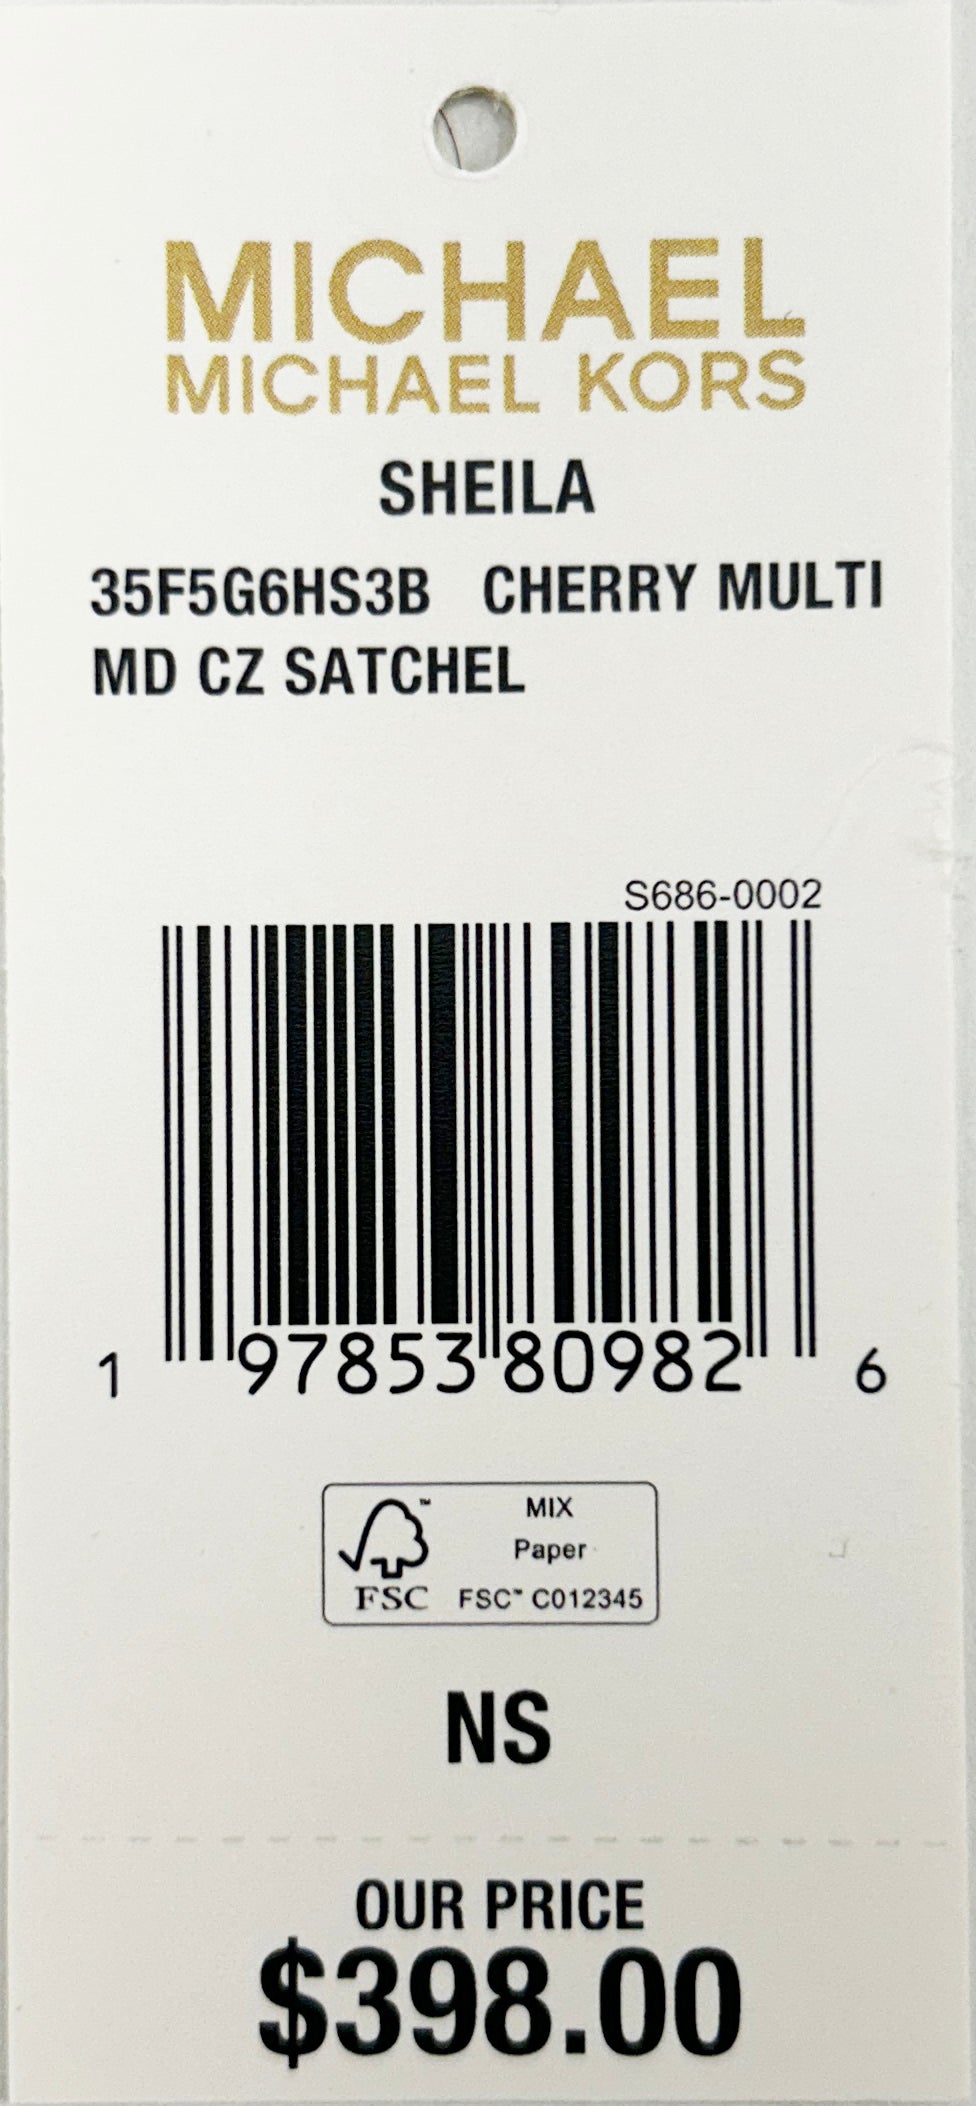 MICHAEL
MICHAEL KORS
SHEILA
35F5G6HS3B CHERRY MULTI
MD CZ SATCHEL
S686-0002
1 97853 80982 6
MIX
Paper
FSC™ C012345
FSC
NS
OUR PRICE
$398.00